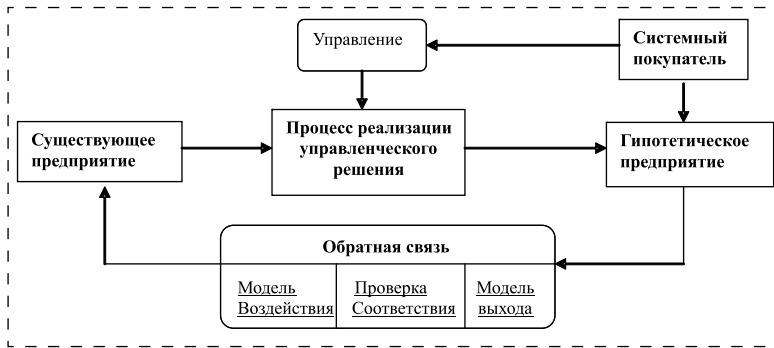 Управление
Системный
покупатель
Существующее
предприятие
Процесс реализации
управленческого
решения
Гипотетическое
предприятие
Обратная связь
Модель
Воздействия
Проверка
Соответствия
Модель
выхода